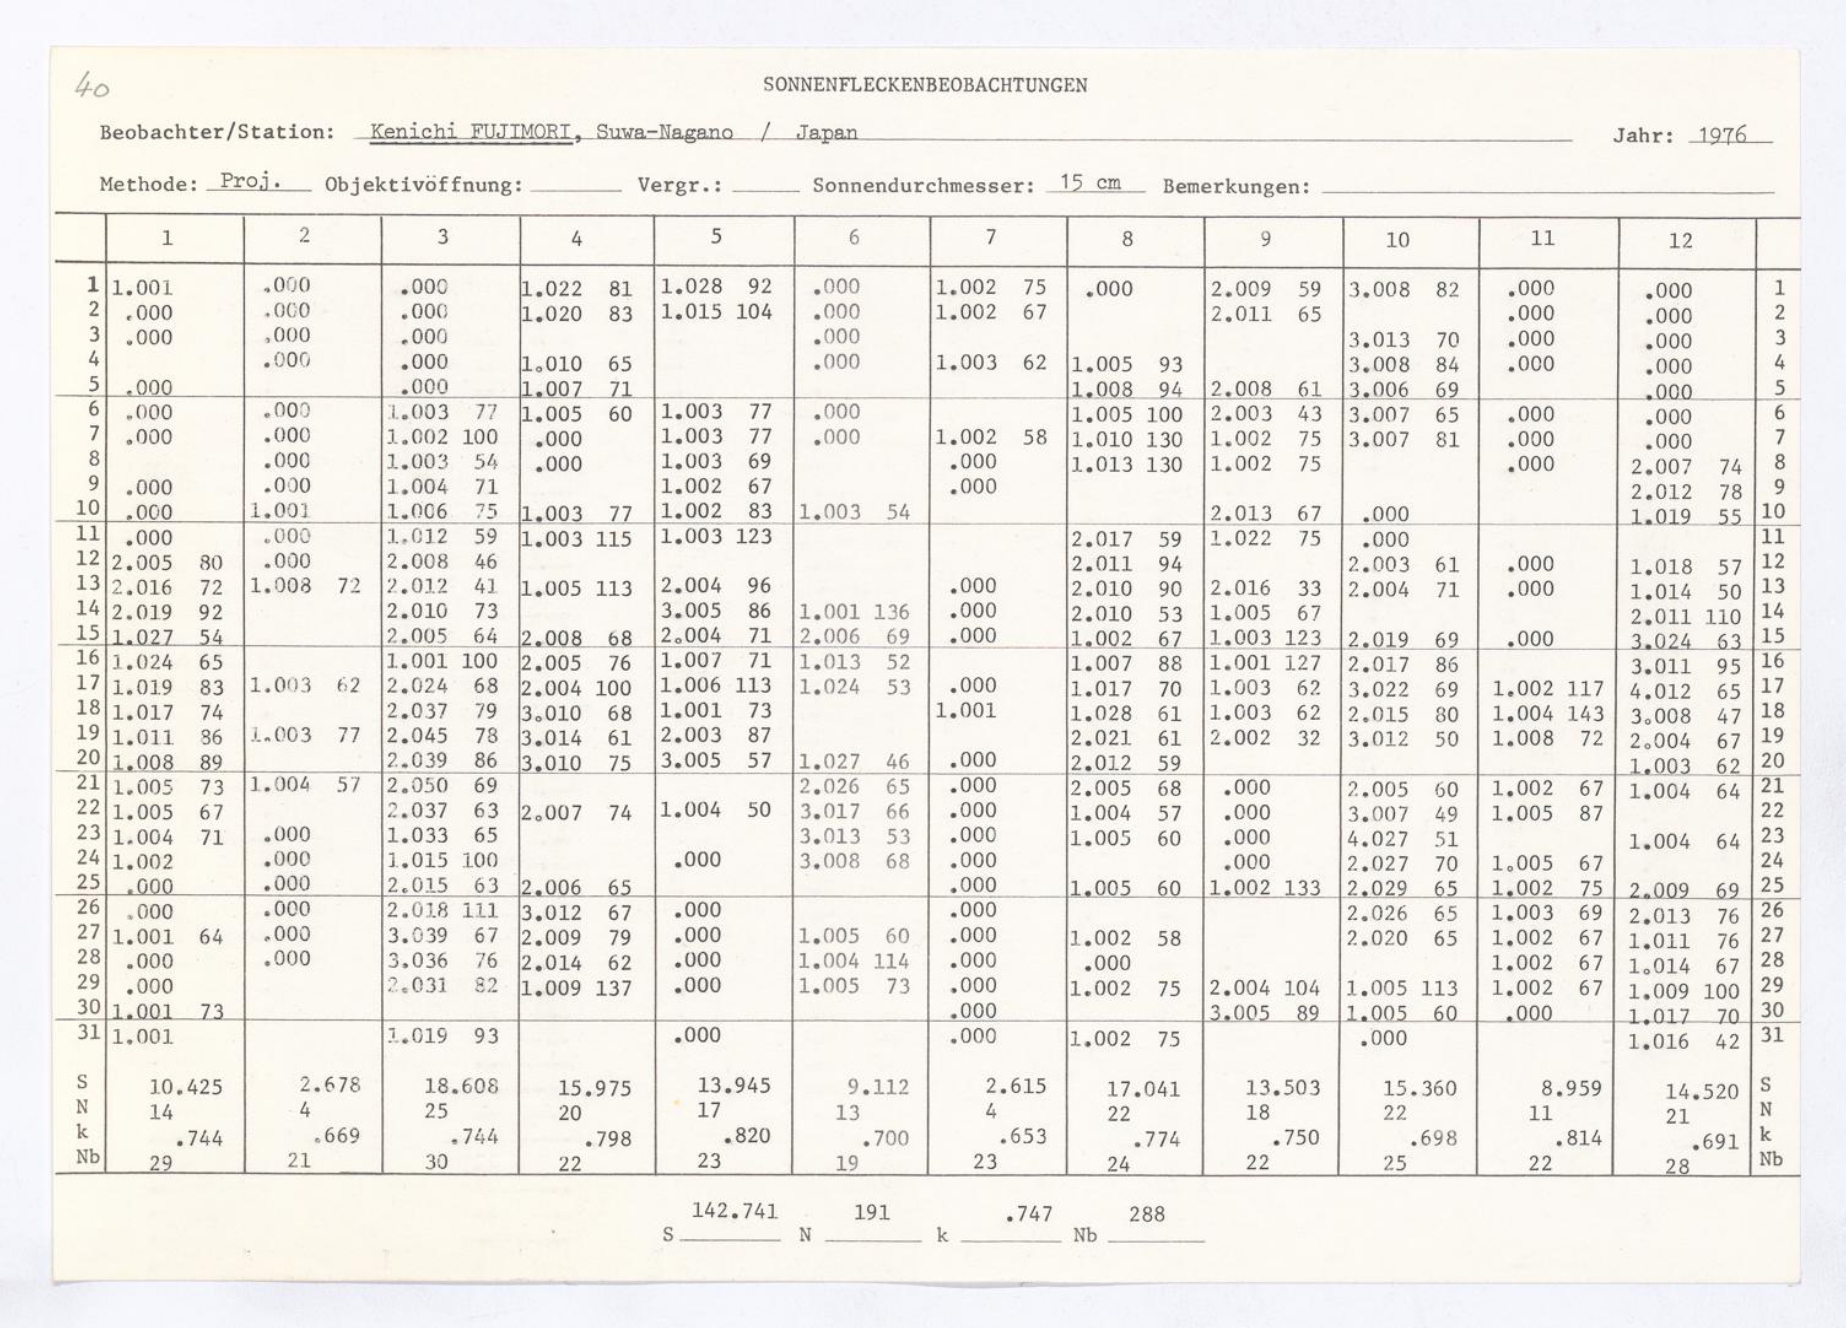 40
SONNENFLECKENBEOBACHTUNGEN
Beobachter/Station: Kenichi FUJIMORI, Suwa-Nagano / Japan Jahr: 1976
Methode: Proj. Objektivöffnung: Vergr.: Sonnendurchmesser: 15 cm Bemerkungen:
1 2 3 4 5 6 7 8 9 10 11 12
1 1.001 .000 .000 1.022 81 1.028 92 .000 1.002 75 .000 2.009 59 3.008 82 .000 .000 1
2 .000 .000 .000 1.020 83 1.015 104 .000 1.002 67 2.011 65 .000 .000 2
3 .000 .000 .000 .000 3.013 70 .000 .000 3
4 .000 .000 1.010 65 .000 1.003 62 1.005 93 3.008 84 .000 .000 4
5 .000 .000 1.007 71 1.008 94 2.008 61 3.006 69 .000 5
6 .000 .000 1.003 77 1.005 60 1.003 77 .000 1.005 100 2.003 43 3.007 65 .000 .000 6
7 .000 .000 1.002 100 .000 1.003 77 .000 1.002 58 1.010 130 1.002 75 3.007 81 .000 .000 7
8 .000 1.003 54 .000 1.003 69 .000 1.013 130 1.002 75 .000 2.007 74 8
9 .000 .000 1.004 71 1.002 67 .000 2.012 78 9
10 .000 1.001 1.006 75 1.003 77 1.002 83 1.003 54 2.013 67 .000 1.019 55 10
11 .000 .000 1.012 59 1.003 115 1.003 123 2.017 59 1.022 75 .000 11
12 2.005 80 .000 2.008 46 2.011 94 2.003 61 .000 1.018 57 12
13 2.016 72 1.008 72 2.012 41 1.005 113 2.004 96 .000 2.010 90 2.016 33 2.004 71 .000 1.014 50 13
14 2.019 92 2.010 73 3.005 86 1.001 136 .000 2.010 53 1.005 67 2.011 110 14
15 1.027 54 2.005 64 2.008 68 2.004 71 2.006 69 .000 1.002 67 1.003 123 2.019 69 .000 3.024 63 15
16 1.024 65 1.001 100 2.005 76 1.007 71 1.013 52 1.007 88 1.001 127 2.017 86 3.011 95 16
17 1.019 83 1.003 62 2.024 68 2.004 100 1.006 113 1.024 53 .000 1.017 70 1.003 62 3.022 69 1.002 117 4.012 65 17
18 1.017 74 2.037 79 3.010 68 1.001 73 1.001 1.028 61 1.003 62 2.015 80 1.004 143 3.008 47 18
19 1.011 86 1.003 77 2.045 78 3.014 61 2.003 87 2.021 61 2.002 32 3.012 50 1.008 72 2.004 67 19
20 1.008 89 2.039 86 3.010 75 3.005 57 1.027 46 .000 2.012 59 1.003 62 20
21 1.005 73 1.004 57 2.050 69 2.026 65 .000 2.005 68 .000 2.005 60 1.002 67 1.004 64 21
22 1.005 67 2.037 63 2.007 74 1.004 50 3.017 66 .000 1.004 57 .000 3.007 49 1.005 87 22
23 1.004 71 .000 1.033 65 3.013 53 .000 1.005 60 .000 4.027 51 1.004 64 23
24 1.002 .000 1.015 100 .000 3.008 68 .000 .000 2.027 70 1.005 67 24
25 .000 .000 2.015 63 2.006 65 .000 1.005 60 1.002 133 2.029 65 1.002 75 2.009 69 25
26 .000 .000 2.018 111 3.012 67 .000 .000 2.026 65 1.003 69 2.013 76 26
27 1.001 64 .000 3.039 67 2.009 79 .000 1.005 60 .000 1.002 58 2.020 65 1.002 67 1.011 76 27
28 .000 .000 3.036 76 2.014 62 .000 1.004 114 .000 .000 1.002 67 1.014 67 28
29 .000 2.031 82 1.009 137 .000 1.005 73 .000 1.002 75 2.004 104 1.005 113 1.002 67 1.009 100 29
30 1.001 73 .000 3.005 89 1.005 60 .000 1.017 70 30
31 1.001 1.019 93 .000 .000 1.002 75 .000 1.016 42 31
S 10.425 2.678 18.608 15.975 13.945 9.112 2.615 17.041 13.503 15.360 8.959 14.520 S
N 14 4 25 20 17 13 4 22 18 22 11 21 N
k .744 .669 .744 .798 .820 .700 .653 .774 .750 .698 .814 .691 k
Nb 29 21 30 22 23 19 23 24 22 25 22 28 Nb
S 142.741 N 191 k .747 Nb 288